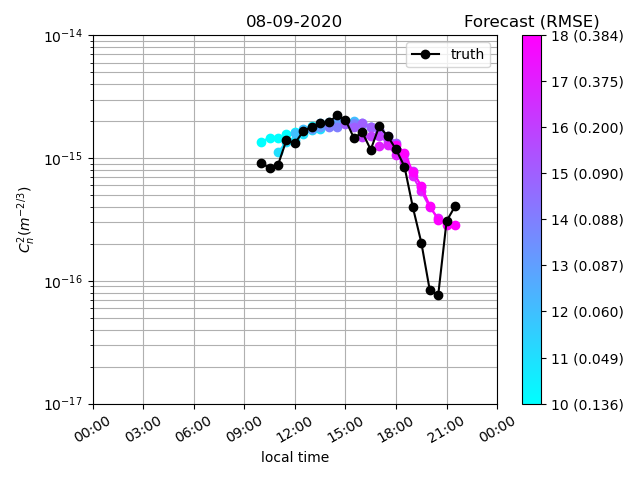 08-09-2020
Forecast (RMSE)
truth
10^{-14}
10^{-15}
10^{-16}
10^{-17}
C_n^2(m^{-2/3})
00:00 03:00 06:00 09:00 12:00 15:00 18:00 21:00 00:00
local time
18 (0.384)
17 (0.375)
16 (0.200)
15 (0.090)
14 (0.088)
13 (0.087)
12 (0.060)
11 (0.049)
10 (0.136)